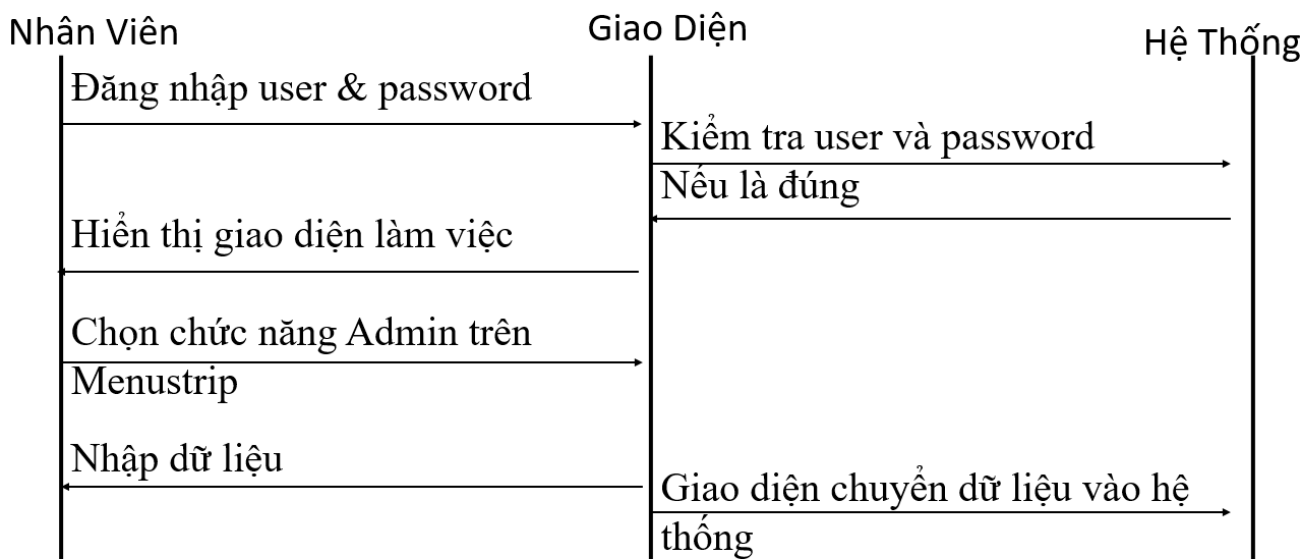 Nhân Viên
Giao Diện
Hệ Thống
Đăng nhập user & password
Kiểm tra user và password
Nếu là đúng
Hiển thị giao diện làm việc
Chọn chức năng Admin trên
Menustrip
Nhập dữ liệu
Giao diện chuyển dữ liệu vào hệ
thống